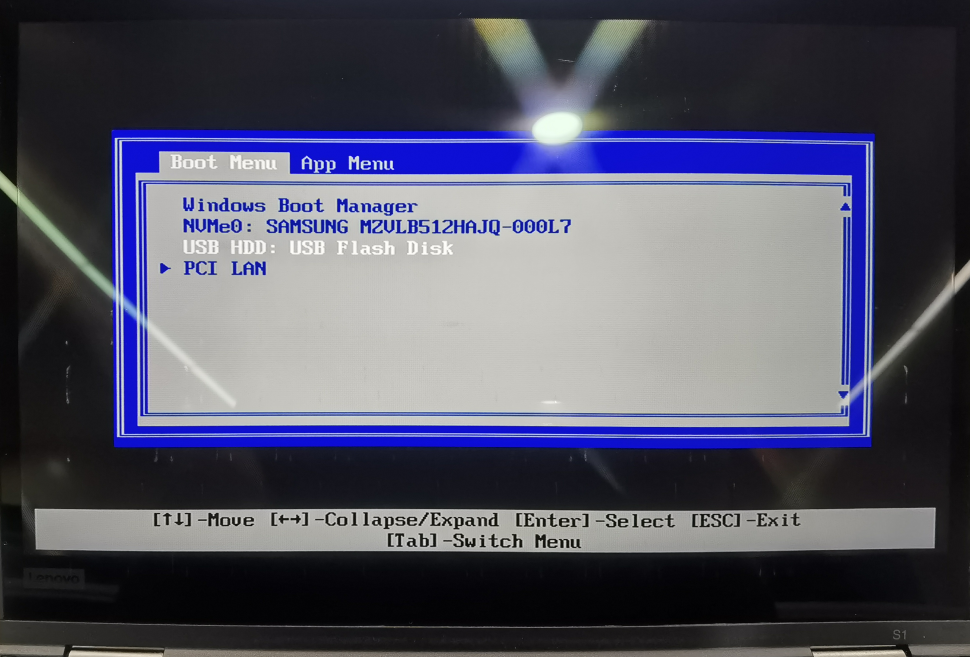 Boot Menu App Menu
Windows Boot Manager
NVMe0: SAMSUNG MZVLB512HAJQ-000L7
USB HDD: USB Flash Disk
PCI LAN
[↑↓]-Move [←→]-Collapse/Expand [Enter]-Select [ESC]-Exit
[Tab]-Switch Menu
Lenovo
S1